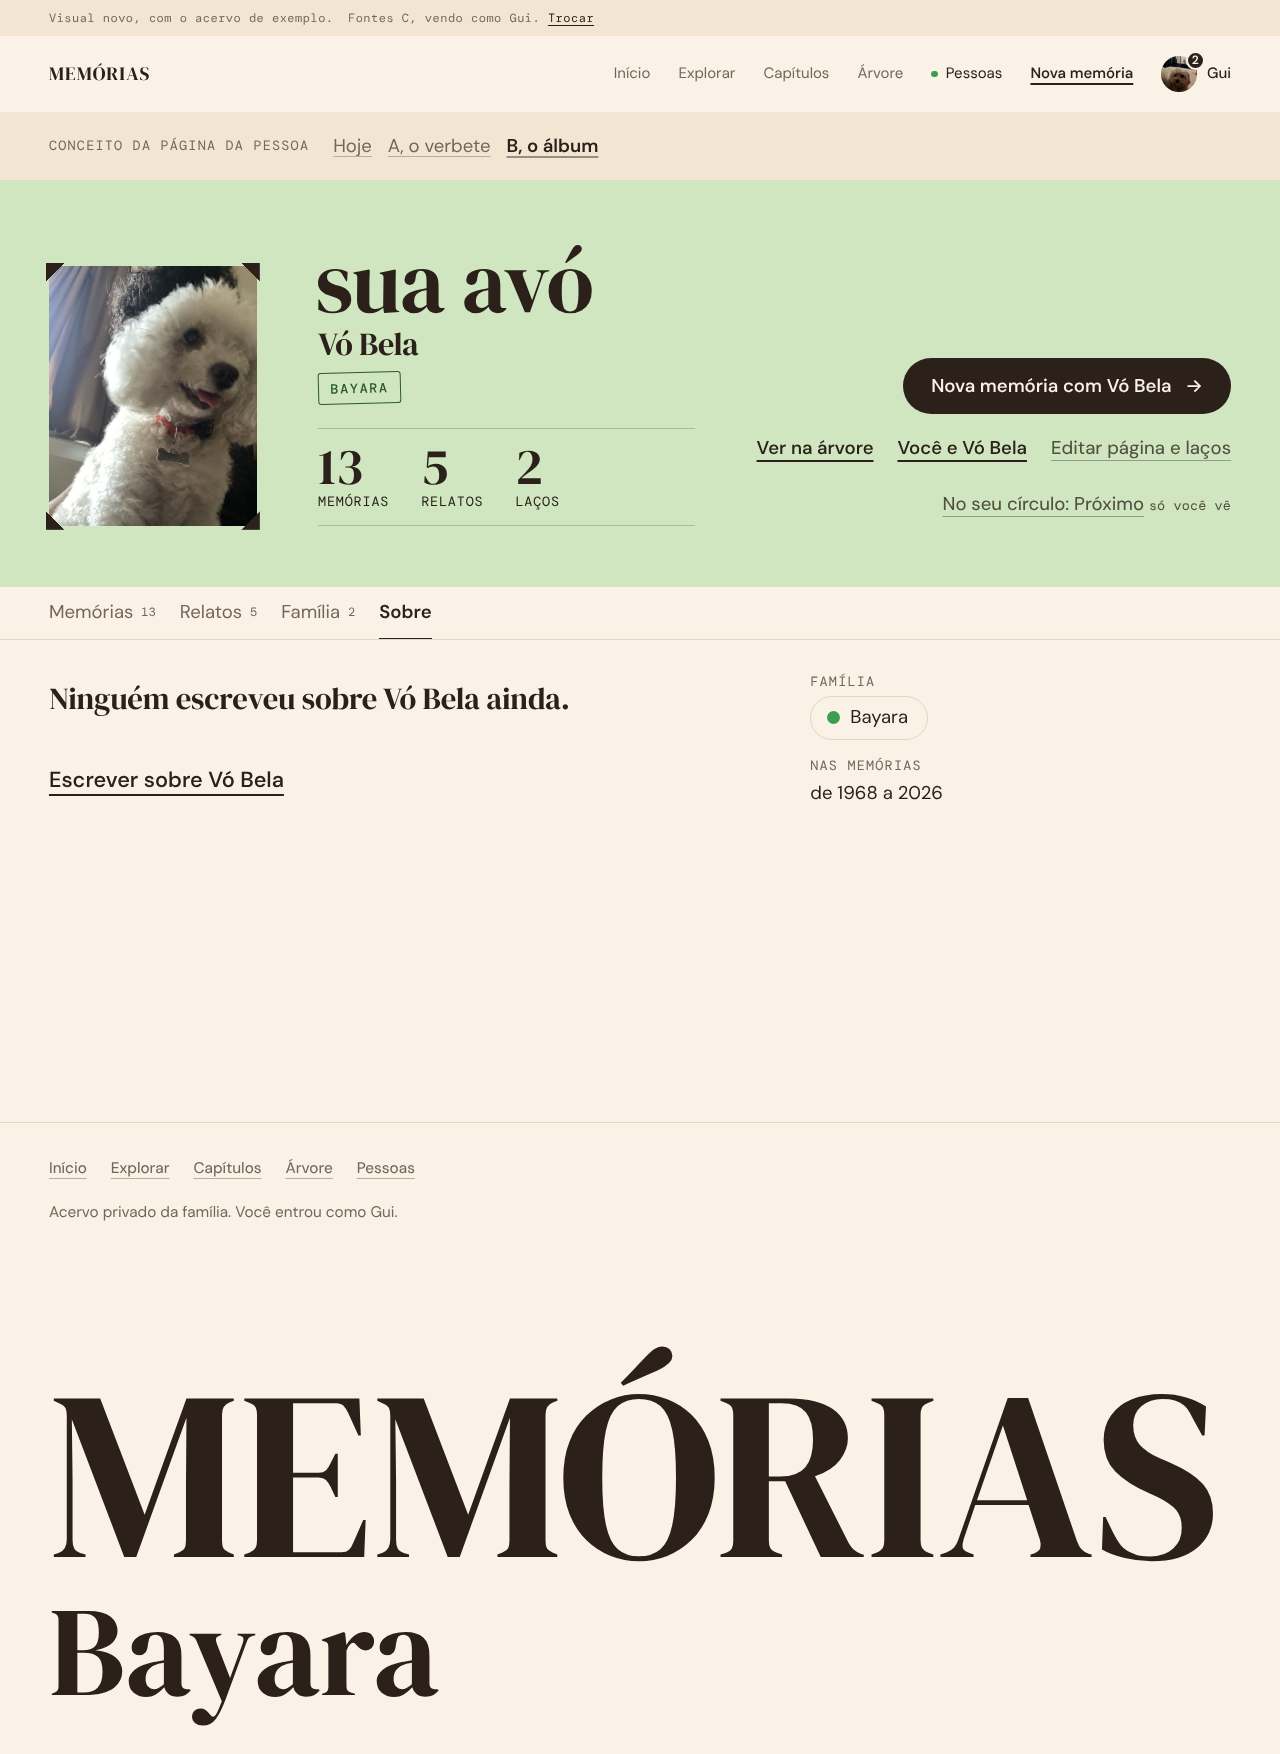 Visual novo, com o acervo de exemplo. Fontes C, vendo como Gui. Trocar
MEMÓRIAS
Início Explorar Capítulos Árvore Pessoas Nova memória 2 Gui
CONCEITO DA PÁGINA DA PESSOA Hoje A, o verbete B, o álbum
sua avó
Vó Bela
BAYARA
13 5 2
MEMÓRIAS RELATOS LAÇOS
Nova memória com Vó Bela →
Ver na árvore Você e Vó Bela Editar página e laços
No seu círculo: Próximo só você vê
Memórias 13 Relatos 5 Família 2 Sobre
Ninguém escreveu sobre Vó Bela ainda.
Escrever sobre Vó Bela
FAMÍLIA
Bayara
NAS MEMÓRIAS
de 1968 a 2026
Início Explorar Capítulos Árvore Pessoas
Acervo privado da família. Você entrou como Gui.
MEMÓRIAS
Bayara